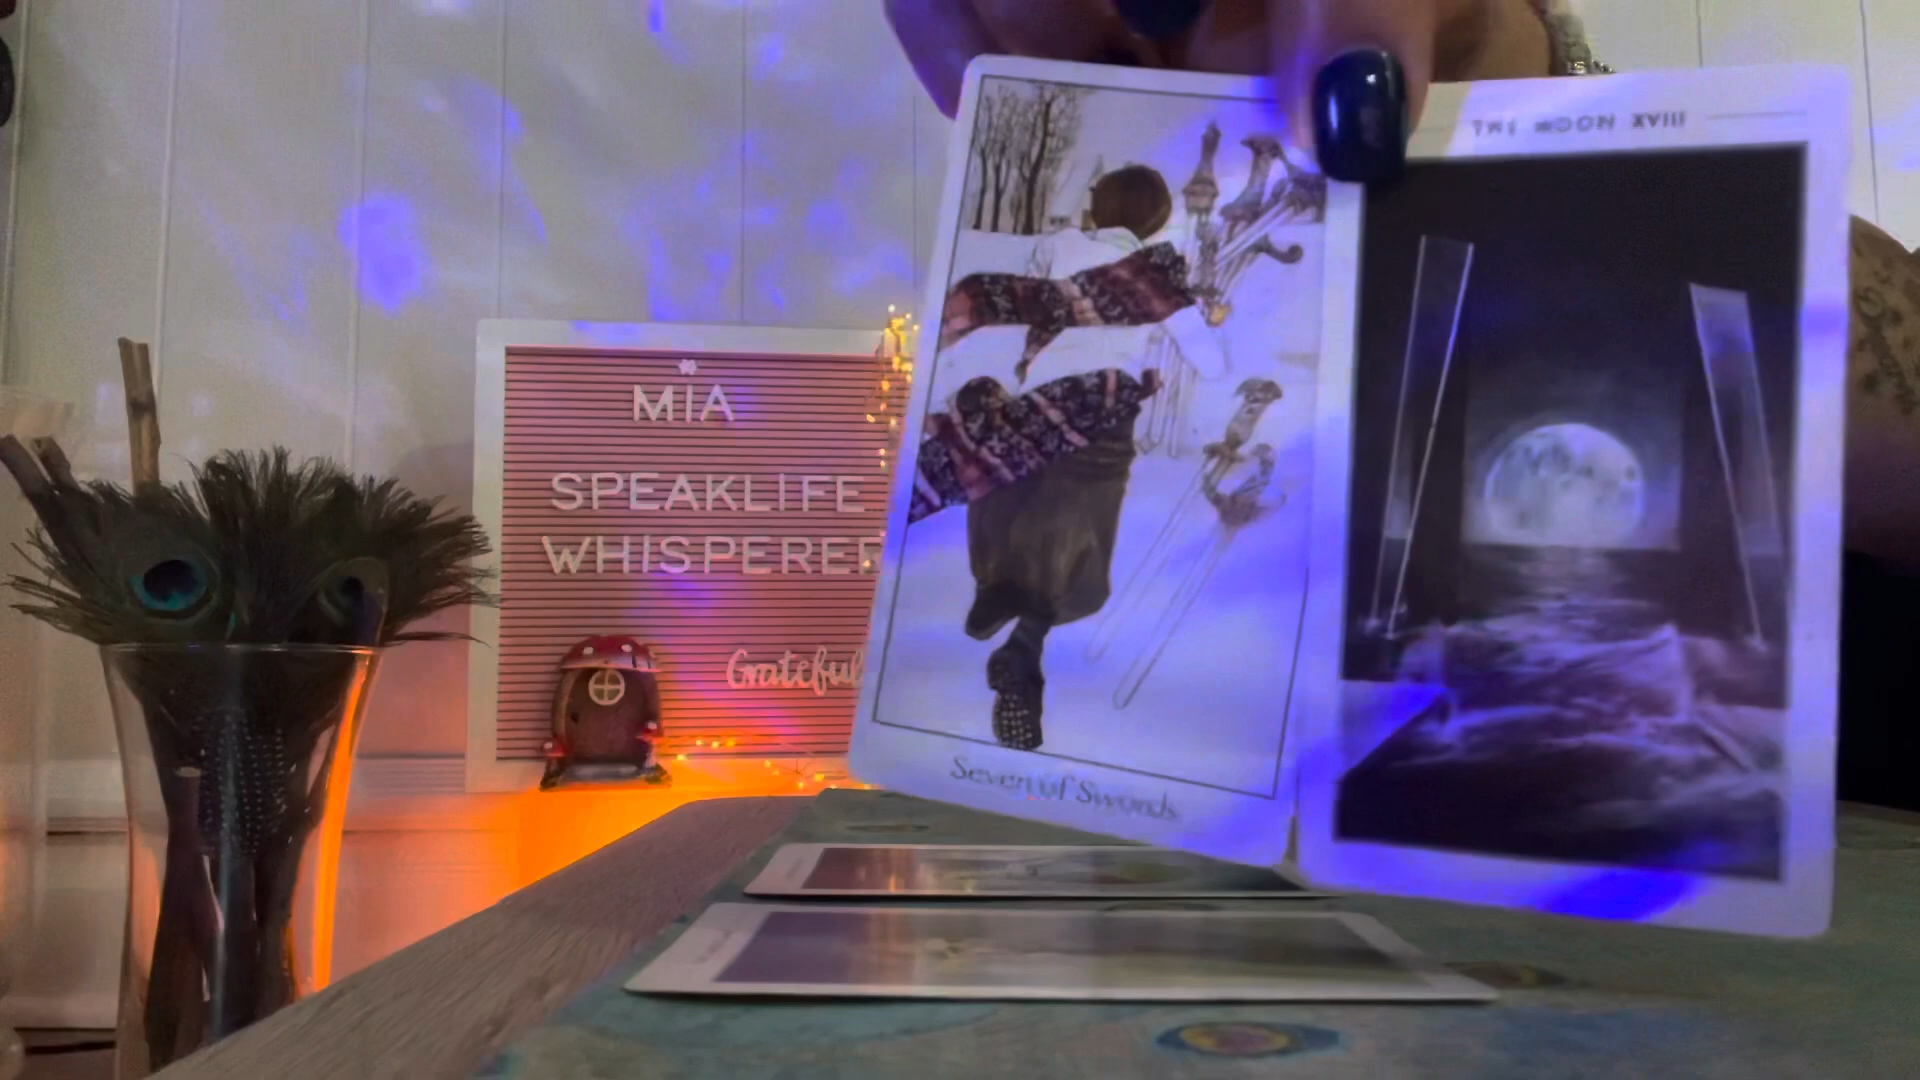 MIA
SPEAKLIFE
WHISPERER
Grateful
Seven of Swords
THE MOON XVIII